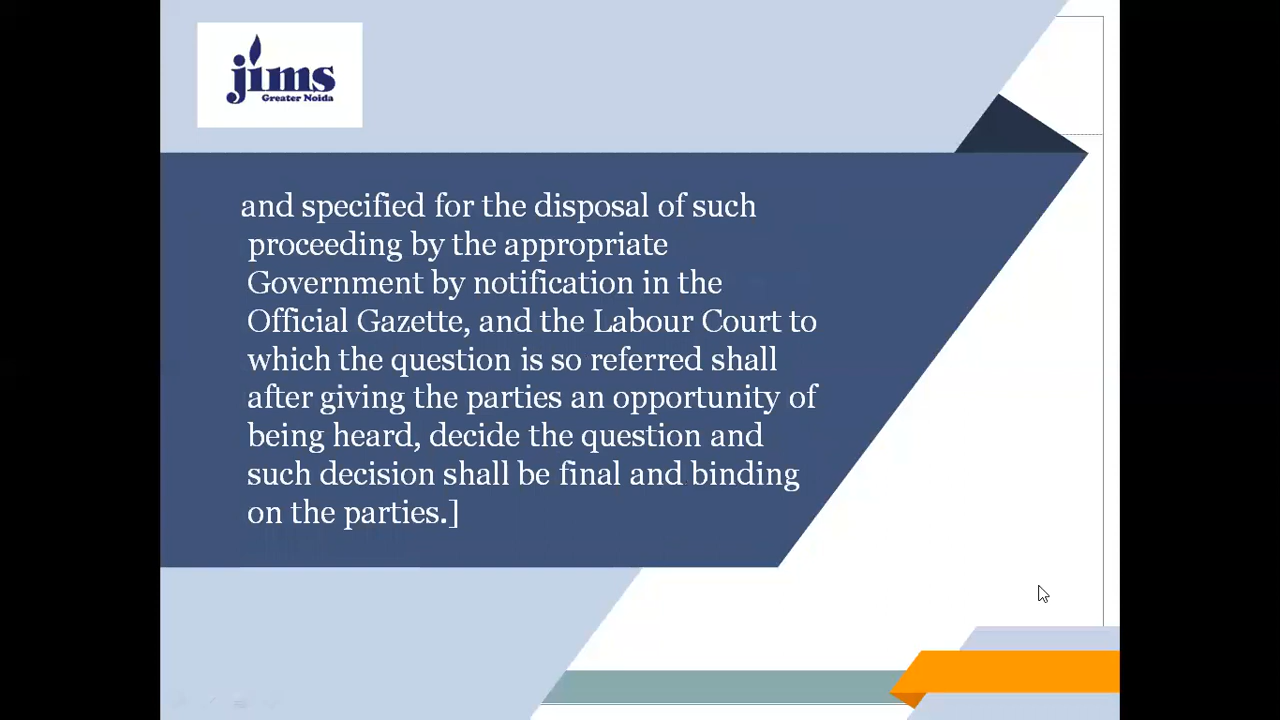 jims
Greater Noida
and specified for the disposal of such
proceeding by the appropriate
Government by notification in the
Official Gazette, and the Labour Court to
which the question is so referred shall
after giving the parties an opportunity of
being heard, decide the question and
such decision shall be final and binding
on the parties.]